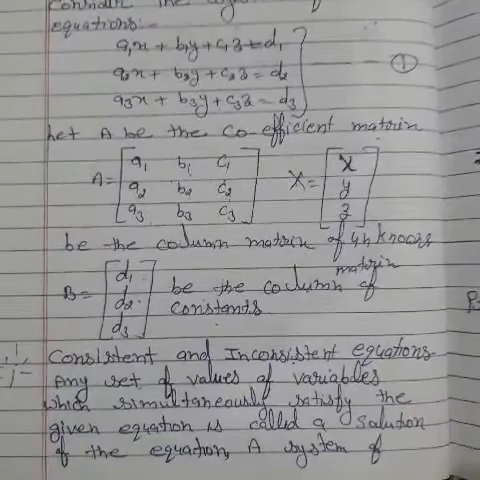 Consider the
equations:-
a₁x + b₁y + c₁z = d₁
a₂x + b₂y + c₂z = d₂
a₃x + b₃y + c₃z = d₃
①
Let A be the co-efficient matrix
A = [a₁ b₁ c₁ X = [x
a₂ b₂ c₂ y
a₃ b₃ c₃] z]
be the column matrix of unknowns
B = [d₁ be the column matrix of
d₂ constants
d₃]
Consistent and Inconsistent equations
Any set of values of variables
which simultaneously satisfy the
given equation is called a solution
of the equation, A system of